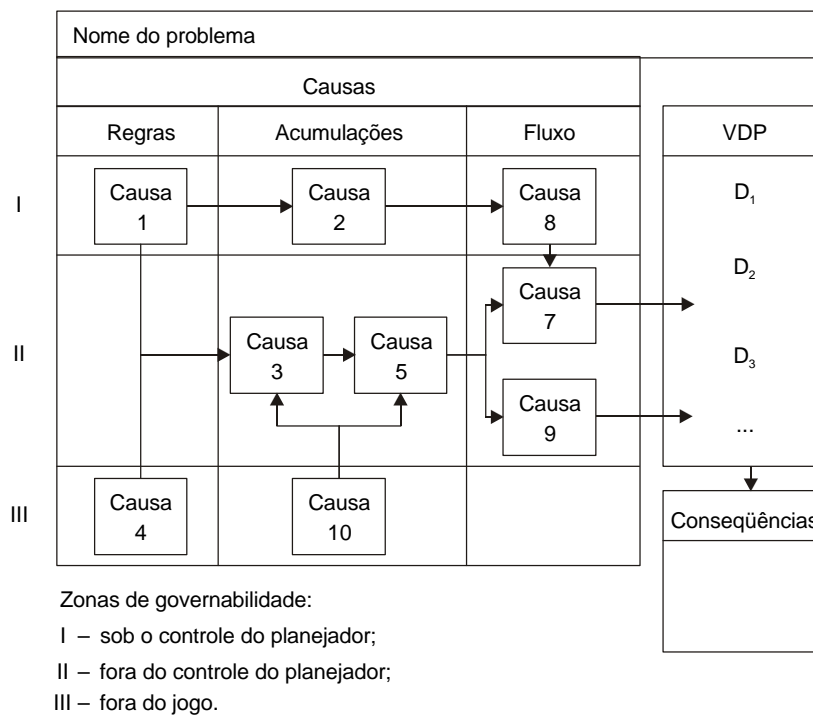 Nome do problema
Causas
Regras
Acumulações
Fluxo
VDP
I
Causa
1
Causa
2
Causa
8
D₁
II
Causa
3
Causa
5
Causa
7
D₂
D₃
Causa
9
...
III
Causa
4
Causa
10
Conseqüências
Zonas de governabilidade:
I – sob o controle do planejador;
II – fora do controle do planejador;
III – fora do jogo.